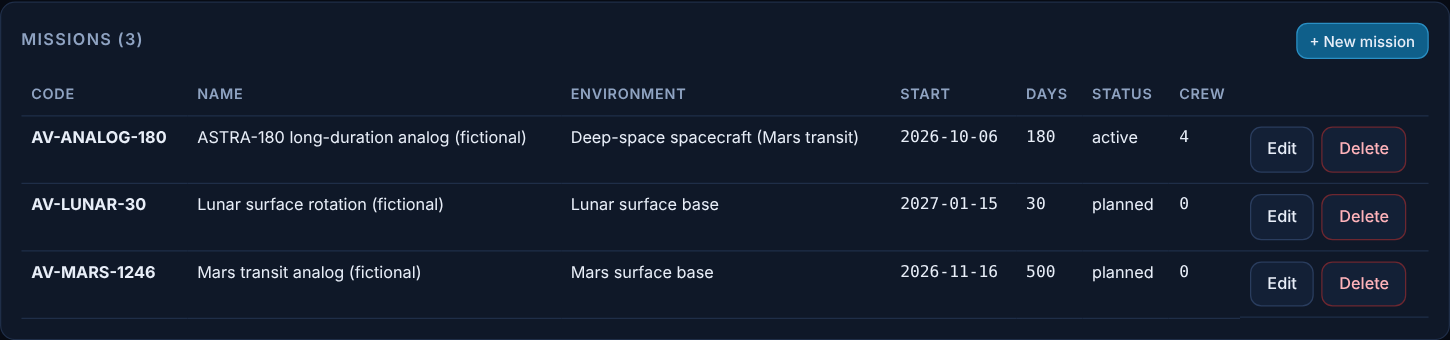 MISSIONS (3)
+ New mission
CODE NAME ENVIRONMENT START DAYS STATUS CREW
AV-ANALOG-180 ASTRA-180 long-duration analog (fictional) Deep-space spacecraft (Mars transit) 2026-10-06 180 active 4 Edit Delete
AV-LUNAR-30 Lunar surface rotation (fictional) Lunar surface base 2027-01-15 30 planned 0 Edit Delete
AV-MARS-1246 Mars transit analog (fictional) Mars surface base 2026-11-16 500 planned 0 Edit Delete